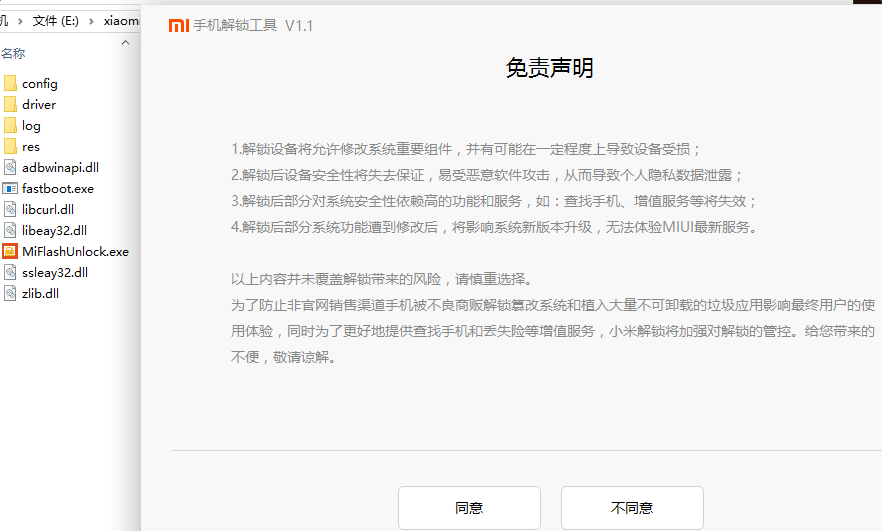 机 > 文件 (E:) > xiaomi
名称
config
driver
log
res
adbwinapi.dll
fastboot.exe
libcurl.dll
libeay32.dll
MiFlashUnlock.exe
ssleay32.dll
zlib.dll
mi 手机解锁工具 V1.1
免责声明
1.解锁设备将允许修改系统重要组件，并有可能在一定程度上导致设备受损；
2.解锁后设备安全性将失去保证，易受恶意软件攻击，从而导致个人隐私数据泄露；
3.解锁后部分对系统安全性依赖高的功能和服务，如：查找手机、增值服务等将失效；
4.解锁后部分系统功能遭到修改后，将影响系统新版本升级，无法体验MIUI最新服务。
以上内容并未覆盖解锁带来的风险，请慎重选择。
为了防止非官网销售渠道手机被不良商贩解锁篡改系统和植入大量不可卸载的垃圾应用影响最终用户的使
用体验，同时为了更好地提供查找手机和丢失险等增值服务，小米解锁将加强对解锁的管控。给您带来的
不便，敬请谅解。
同意
不同意